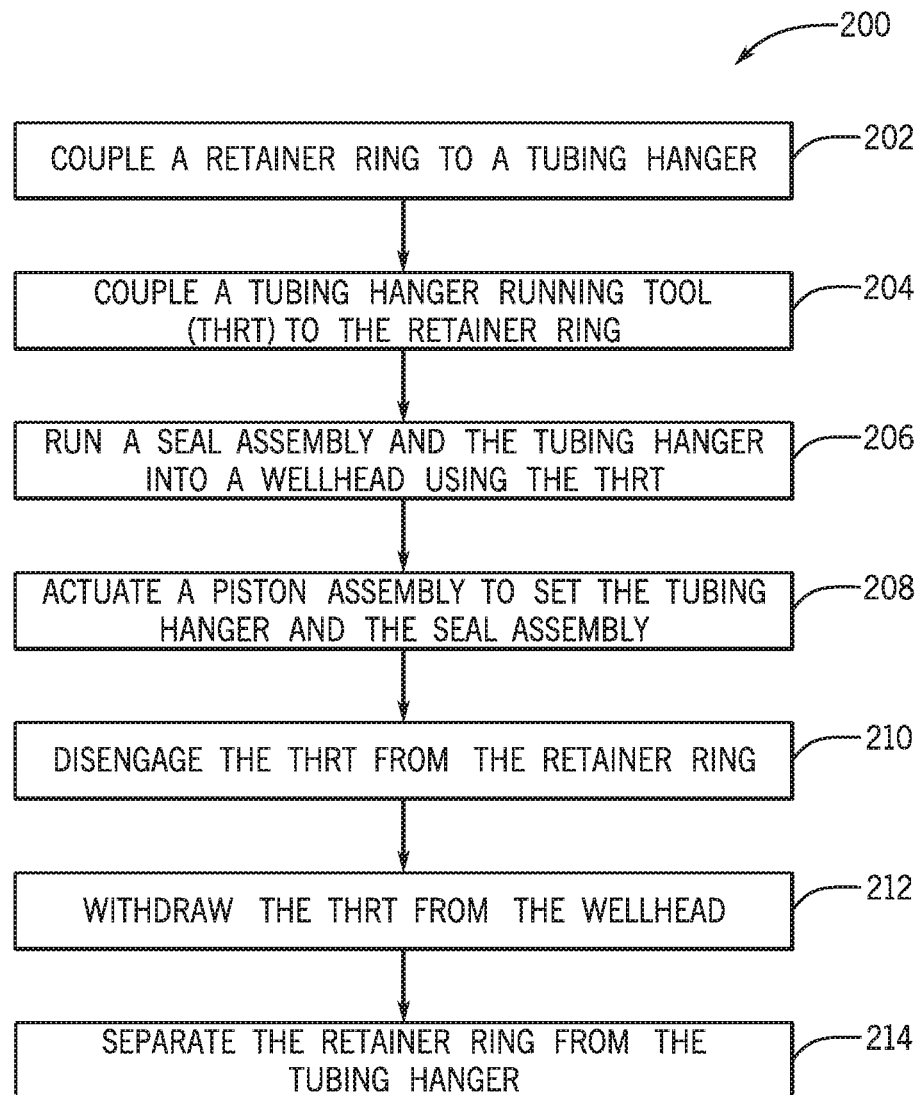 200
COUPLE A RETAINER RING TO A TUBING HANGER
202
COUPLE A TUBING HANGER RUNNING TOOL
(THRT) TO THE RETAINER RING
204
RUN A SEAL ASSEMBLY AND THE TUBING HANGER
INTO A WELLHEAD USING THE THRT
206
ACTUATE A PISTON ASSEMBLY TO SET THE TUBING
HANGER AND THE SEAL ASSEMBLY
208
DISENGAGE THE THRT FROM THE RETAINER RING
210
WITHDRAW THE THRT FROM THE WELLHEAD
212
SEPARATE THE RETAINER RING FROM THE
TUBING HANGER
214